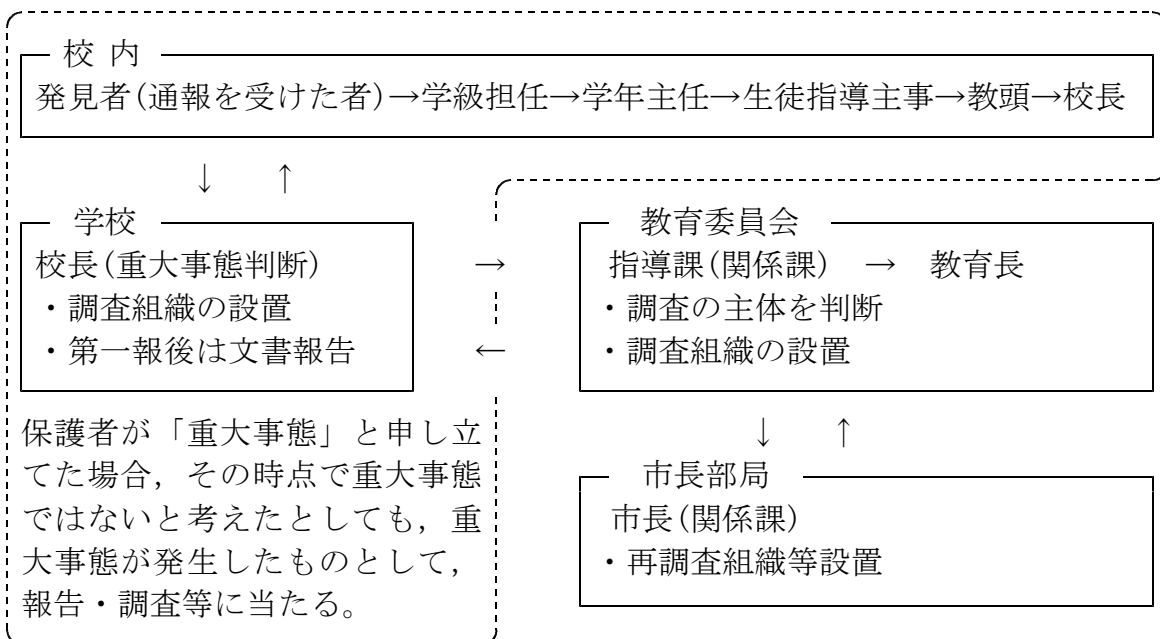 校 内
発見者(通報を受けた者)→学級担任→学年主任→生徒指導主事→教頭→校長
↓ ↑
学校
校長(重大事態判断)
・調査組織の設置
・第一報後は文書報告
→
←
教育委員会
指導課(関係課) → 教育長
・調査の主体を判断
・調査組織の設置
保護者が「重大事態」と申し立
てた場合，その時点で重大事態
ではないと考えたとしても，重
大事態が発生したものとして，
報告・調査等に当たる。
↓ ↑
市長部局
市長(関係課)
・再調査組織等設置